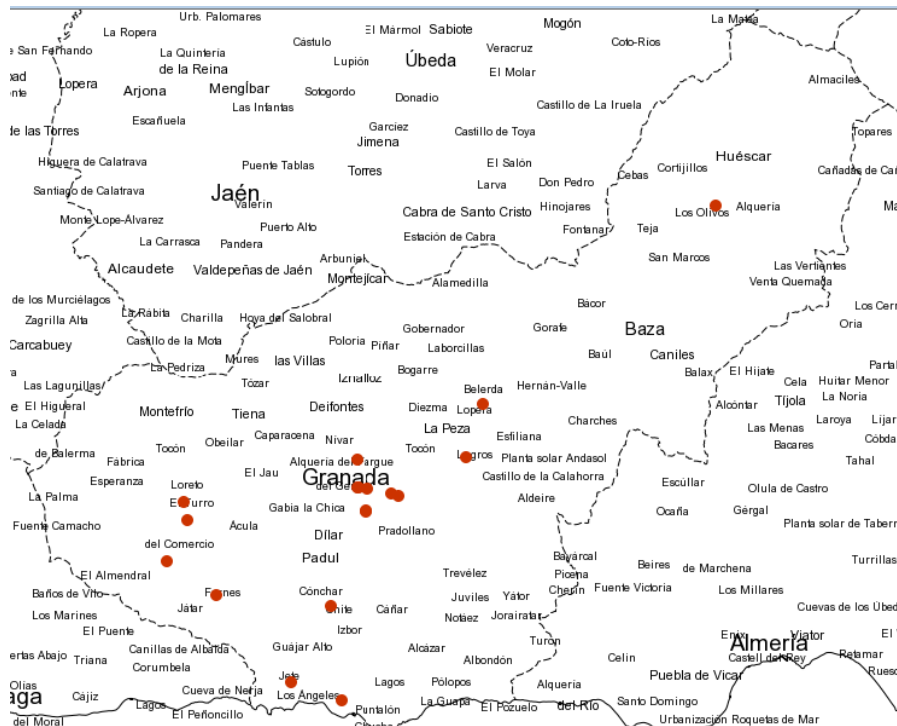 Urb. Palomares
La Ropera
El Mármol
Sabiote
Mogón
La Matea
San Fernando
La Quinteria
de la Reina
Cástulo
Lupión
Úbeda
Veracruz
Coto-Ríos
El Molar
Lopera
Arjona
Mengíbar
Las Infantas
Sotogordo
Donadio
Castillo de La Iruela
Almaciles
de las Torres
Escañuela
Garciez
Jimena
Castillo de Toya
Topares
Higuera de Calatrava
Puente Tablas
Torres
El Salón
Cebas
Cortijillos
Huéscar
Santiago de Calatrava
Jaén
Valerín
Larva
Don Pedro
Hinojares
Monte Lope-Álvarez
Puerto Alto
Cabra de Santo Cristo
Fontanar
Teja
Los Olivos
Alquería
La Carrasca
Pandera
Estación de Cabra
Arbuniel
San Marcos
Alcaudete
Valdepeñas de Jaén
Montejícar
Alamedilla
Las Vertientes
Venta Quemada
de los Murciélagos
La Rábita
Charilla
Hoya del Salobral
Bácor
Zagrilla Alta
Castillo de la Mota
Gobernador
Gorafe
Baza
Oria
Carcabuey
Poloria
Piñar
Laborcillas
La Pedriza
Mures
las Villas
Bogarre
Baúl
Caniles
Las Lagunillas
Tózar
Iznalloz
Belerda
Hernán-Valle
Balax
El Hijate
Cela
Huitar Menor
La Noria
El Higueral
Montefrío
Tiena
Deifontes
Diezma
Lopera
Alcóntar
Tíjola
La Celada
La Peza
Charches
Las Menas
Laroya
Líjar
Caparacena
Nívar
Esfiliana
Bacares
Cóbda
de Balerma
Tocón
Obeilar
Tocón
Planta solar Andasol
Tahal
Fábrica
El Jau
Alquería del Fargue
Esperanza
Loreto
Granada
Castillo de la Calahorra
Escúllar
Olula de Castro
La Palma
El Turro
Gabia la Chica
Aldeire
Ocaña
Gérgal
Fuente Camacho
Ácula
Dílar
Pradollano
Planta solar de Tabern
del Comercio
Padul
Bayárcal
Turrillas
El Almendral
Trevélez
Picena
Beires
de Marchena
Baños de Vilo
Fornes
Cónchar
Juviles
Yátor
Cherín
Fuente Victoria
Los Millares
Los Marines
Játar
Cáñar
Notáez
Jorairatar
Cuevas de los Úbed
El Puente
Izbor
Turón
Enix
Viator
Canillas de Albaida
Guájar Alto
Alcázar
Almería
Triana
Corumbela
Albondón
Celin
Castell del Rey
Retamar
Jete
Lagos
Pólopos
Alquería
Puebla de Vicar
Cájiz
Cueva de Nerja
Los Ángeles
La Guapa
El Pozuelo
del Río
Santo Domingo
Lagos
El Peñoncillo
Puntalón
del Moral
Urbanización Roquetas de Mar